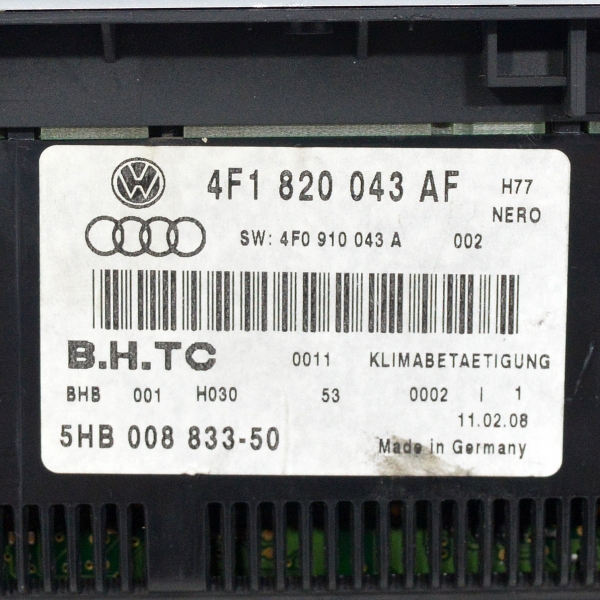 4F1 820 043 AF H77
NERO
SW: 4F0 910 043 A 002
B.H.TC 0011 KLIMABETAETIGUNG
BHB 001 H030 53 0002 I 1
11.02.08
5HB 008 833-50 Made in Germany